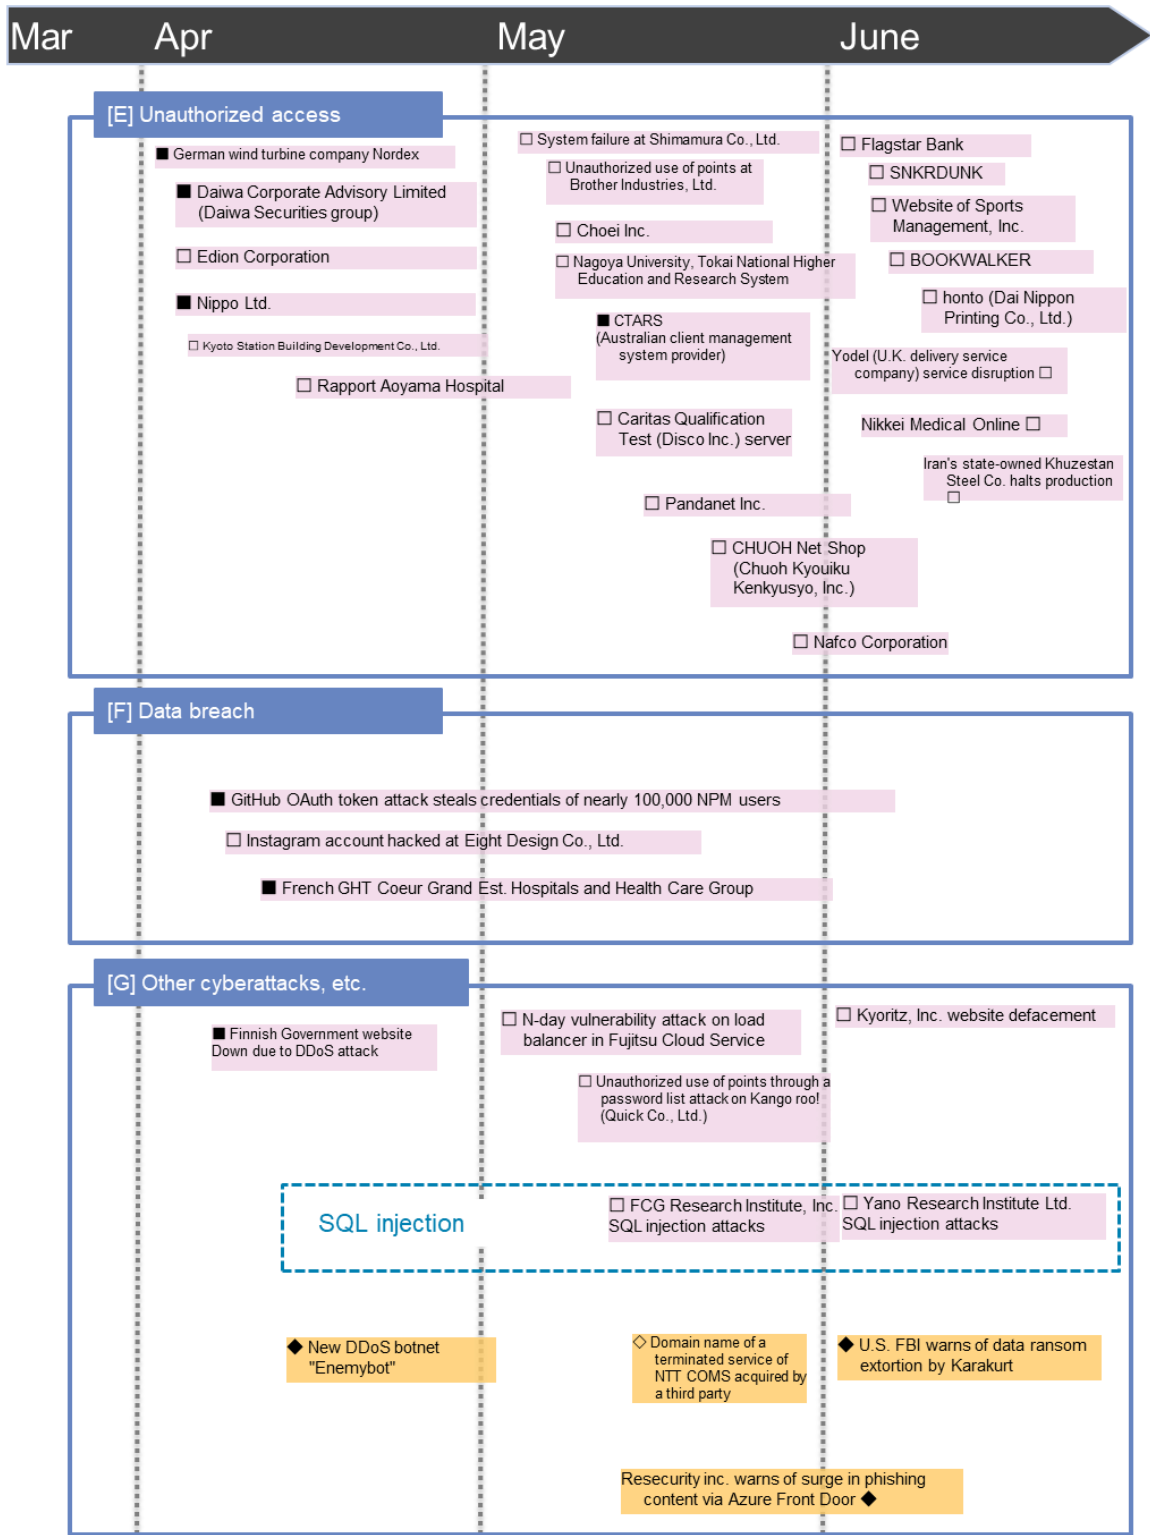 Mar Apr May June
[E] Unauthorized access
■ German wind turbine company Nordex
■ Daiwa Corporate Advisory Limited
(Daiwa Securities group)
□ Edion Corporation
■ Nippo Ltd.
□ Kyoto Station Building Development Co., Ltd.
□ Rapport Aoyama Hospital
□ System failure at Shimamura Co., Ltd.
□ Unauthorized use of points at
Brother Industries, Ltd.
□ Choei Inc.
□ Nagoya University, Tokai National Higher
Education and Research System
■ CTARS
(Australian client management
system provider)
□ Caritas Qualification
Test (Disco Inc.) server
□ Pandanet Inc.
□ CHUOH Net Shop
(Chuoh Kyouiku
Kenkyusyo, Inc.)
□ Nafco Corporation
□ Flagstar Bank
□ SNKRDUNK
□ Website of Sports
Management, Inc.
□ BOOKWALKER
□ honto (Dai Nippon
Printing Co., Ltd.)
Yodel (U.K. delivery service
company) service disruption □
Nikkei Medical Online □
Iran's state-owned Khuzestan
Steel Co. halts production
□
[F] Data breach
■ GitHub OAuth token attack steals credentials of nearly 100,000 NPM users
□ Instagram account hacked at Eight Design Co., Ltd.
■ French GHT Coeur Grand Est. Hospitals and Health Care Group
[G] Other cyberattacks, etc.
■ Finnish Government website
Down due to DDoS attack
□ N-day vulnerability attack on load
balancer in Fujitsu Cloud Service
□ Unauthorized use of points through a
password list attack on Kango roo!
(Quick Co., Ltd.)
□ Kyoritz, Inc. website defacement
SQL injection
□ FCG Research Institute, Inc.
SQL injection attacks
□ Yano Research Institute Ltd.
SQL injection attacks
◆ New DDoS botnet
"Enemybot"
◇ Domain name of a
terminated service of
NTT COMS acquired by
a third party
◆ U.S. FBI warns of data ransom
extortion by Karakurt
Resecurity inc. warns of surge in phishing
content via Azure Front Door ◆